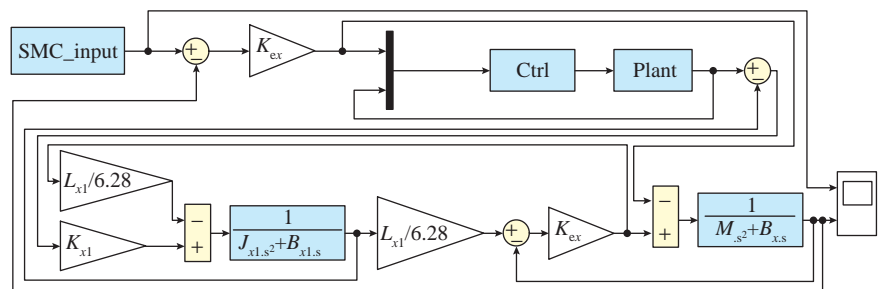 SMC_input
+
−
K_ex
Ctrl
Plant
+
−
L_x1/6.28
K_x1
−
+
1
J_x1.s²+B_x1.s
L_x1/6.28
+
−
K_ex
−
+
1
M_.s²+B_x.s